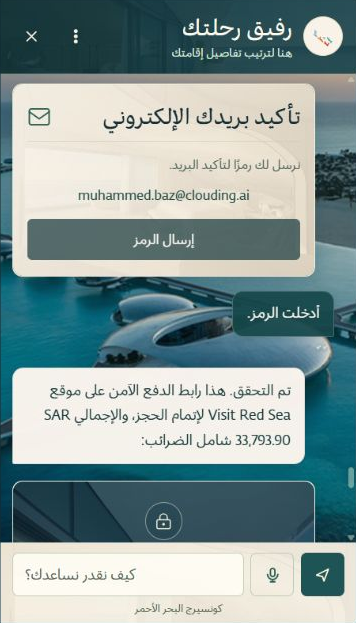 رفيق رحلتك
هنا لترتيب تفاصيل إقامتك
تأكيد بريدك الإلكتروني
نرسل لك رمزًا لتأكيد البريد.
muhammed.baz@clouding.ai
إرسال الرمز
أدخلت الرمز.
تم التحقق. هذا رابط الدفع الآمن على موقع
Visit Red Sea لإتمام الحجز، والإجمالي SAR
33,793.90 شامل الضرائب:
كيف نقدر نساعدك؟
كونسيرج البحر الأحمر